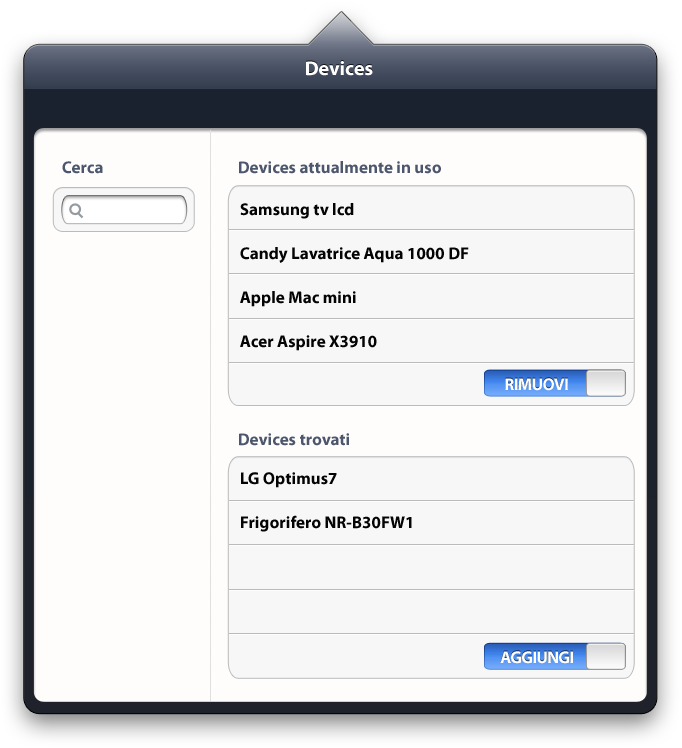 Devices
Cerca
Devices attualmente in uso
Samsung tv lcd
Candy Lavatrice Aqua 1000 DF
Apple Mac mini
Acer Aspire X3910
RIMUOVI
Devices trovati
LG Optimus7
Frigorifero NR-B30FW1
AGGIUNGI